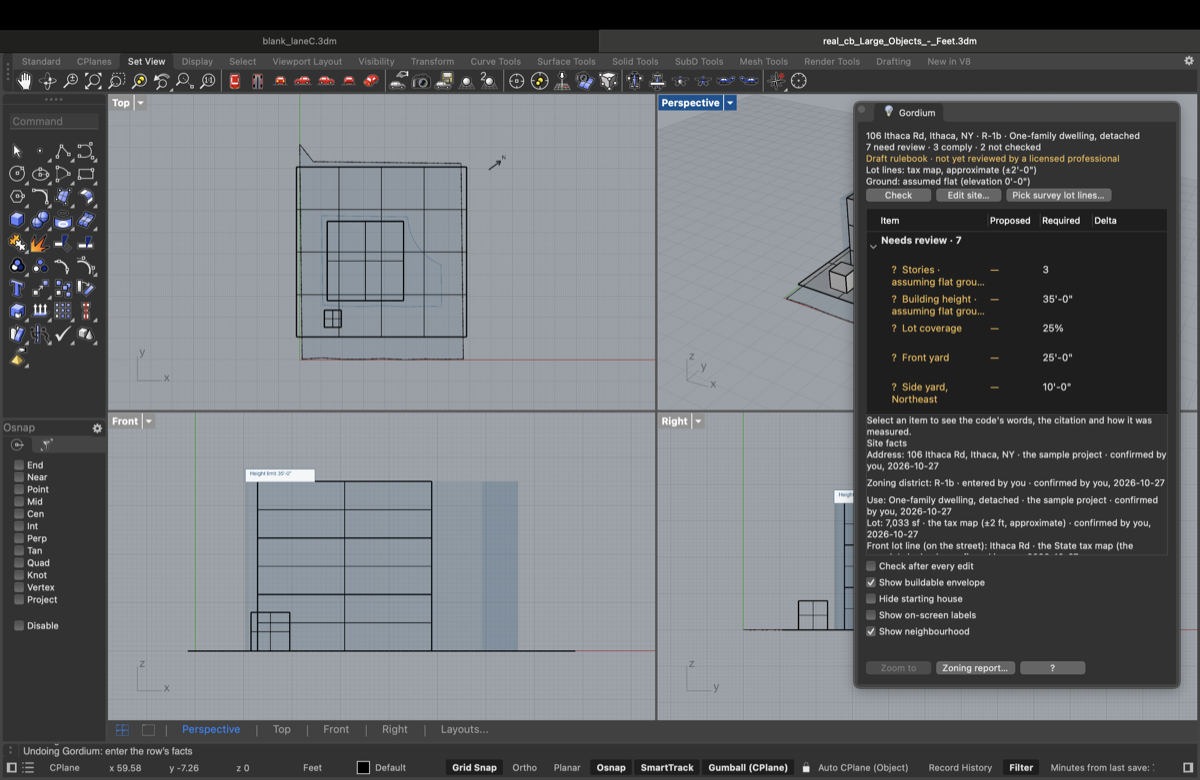 blank_laneC.3dm
real_cb_Large_Objects_-_Feet.3dm
Standard CPlanes Set View Display Select Viewport Layout Visibility Transform Curve Tools Surface Tools Solid Tools SubD Tools Mesh Tools Render Tools Drafting New in V8
Command
Top
N
y
x
Perspective
z
y
x
Front
Height limit 35'-0"
z
x
Right
Height
z
y
Osnap
End
Near
Point
Mid
Cen
Int
Perp
Tan
Quad
Knot
Vertex
Project
Disable
Gordium
106 Ithaca Rd, Ithaca, NY · R-1b · One-family dwelling, detached
7 need review · 3 comply · 2 not checked
Draft rulebook · not yet reviewed by a licensed professional
Lot lines: tax map, approximate (±2'-0")
Ground: assumed flat (elevation 0'-0")
Check Edit site... Pick survey lot lines...
Item Proposed Required Delta
Needs review · 7
? Stories · — 3
assuming flat grou...
? Building height · — 35'-0"
assuming flat grou...
? Lot coverage — 25%
? Front yard — 25'-0"
? Side yard, — 10'-0"
Northeast
Select an item to see the code's words, the citation and how it was
measured.
Site facts
Address: 106 Ithaca Rd, Ithaca, NY · the sample project · confirmed by
you, 2026-10-27
Zoning district: R-1b · entered by you · confirmed by you, 2026-10-27
Use: One-family dwelling, detached · the sample project · confirmed
by you, 2026-10-27
Lot: 7,033 sf · the tax map (±2 ft, approximate) · confirmed by you,
2026-10-27
Front lot line (on the street): Ithaca Rd · the State tax map (the
Check after every edit
Show buildable envelope
Hide starting house
Show on-screen labels
Show neighbourhood
Zoom to Zoning report... ?
Perspective Top Front Right Layouts...
Undoing Gordium: enter the row's facts
CPlane x 59.58 y -7.26 z 0 Feet Default Grid Snap Ortho Planar Osnap SmartTrack Gumball (CPlane) Auto CPlane (Object) Record History Filter Minutes from last save: